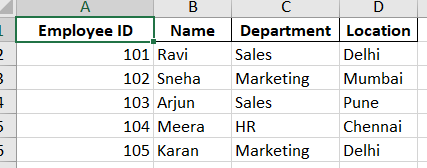 A B C D
1 Employee ID Name Department Location
2 101 Ravi Sales Delhi
3 102 Sneha Marketing Mumbai
4 103 Arjun Sales Pune
5 104 Meera HR Chennai
6 105 Karan Marketing Delhi